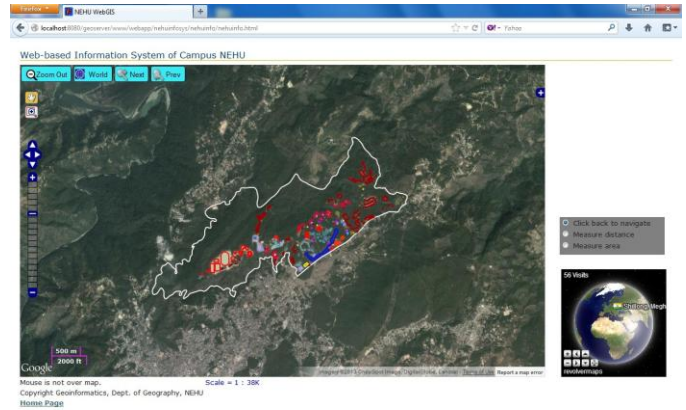 Firefox
NEHU WebGIS
localhost:8080/geoserver/www/webapp/nehuinfosys/nehuinfo/nehuinfo.html
Yahoo
Web-based Information System of Campus NEHU
Zoom Out World Next Prev
Click back to navigate
Measure distance
Measure area
56 Visits
Shillong Megh
revolvermaps
500 m
2000 ft
Google
Terms of Use Report a map error
Mouse is not over map. Scale = 1 : 38K
Copyright Geoinformatics, Dept. of Geography, NEHU
Home Page